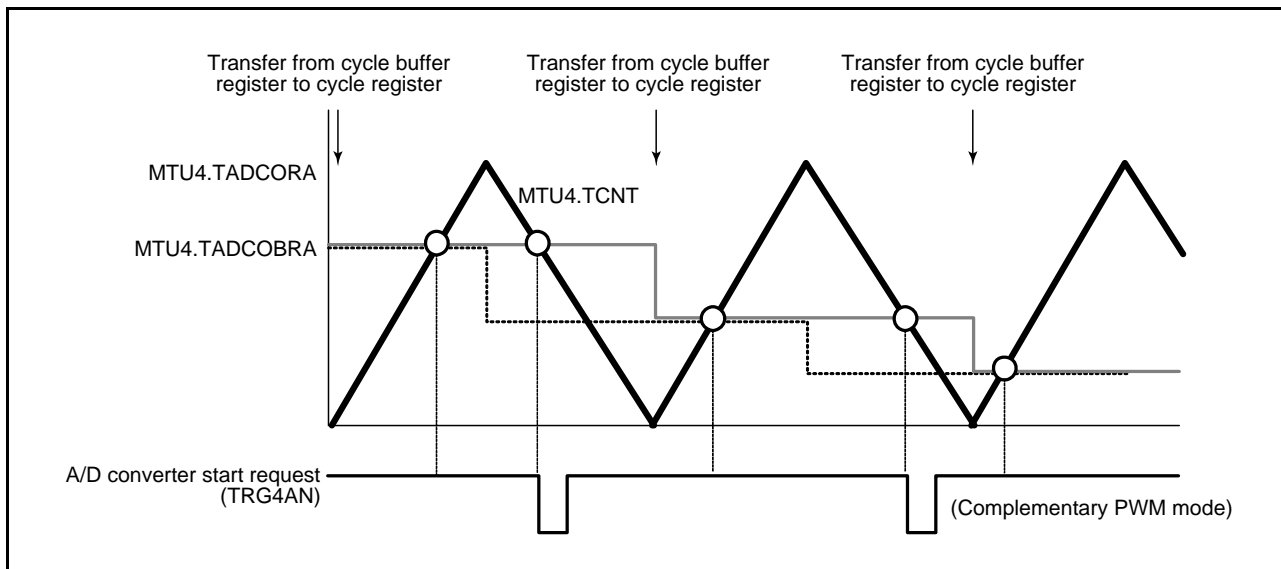 Transfer from cycle buffer
register to cycle register
Transfer from cycle buffer
register to cycle register
Transfer from cycle buffer
register to cycle register
MTU4.TADCORA
MTU4.TCNT
MTU4.TADCOBRA
A/D converter start request
(TRG4AN)
(Complementary PWM mode)